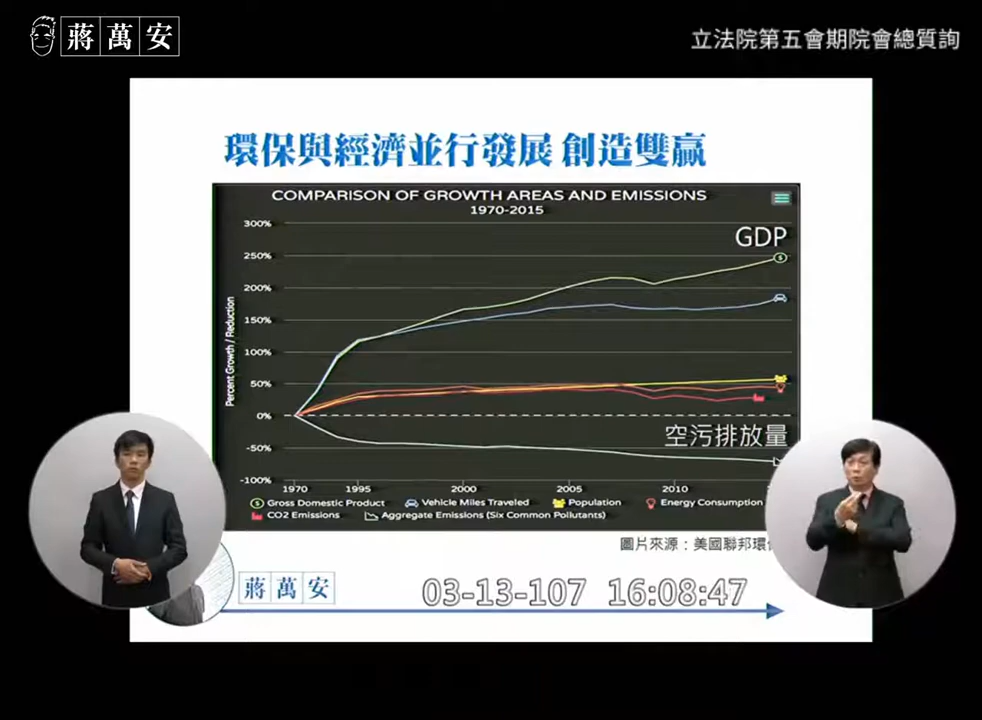 蔣萬安
立法院第五會期院會總質詢
環保與經濟並行發展 創造雙贏
COMPARISON OF GROWTH AREAS AND EMISSIONS
1970-2015
300%
GDP
250%
200%
150%
100%
50%
0%
-50%
-100%
Percent Growth / Reduction
空污排放量
1970 1995 2000 2005 2010
Gross Domestic Product Vehicle Miles Traveled Population Energy Consumption
CO2 Emissions Aggregate Emissions (Six Common Pollutants)
圖片來源：美國聯邦環
蔣萬安 03-13-107 16:08:47